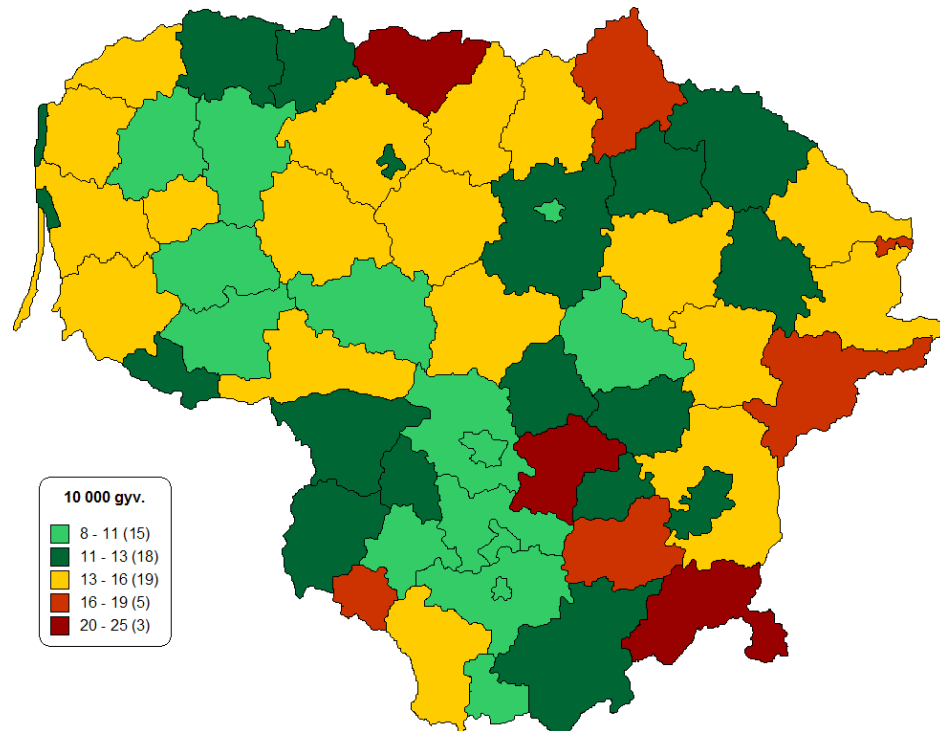 10 000 gyv.
8 - 11 (15)
11 - 13 (18)
13 - 16 (19)
16 - 19 (5)
20 - 25 (3)